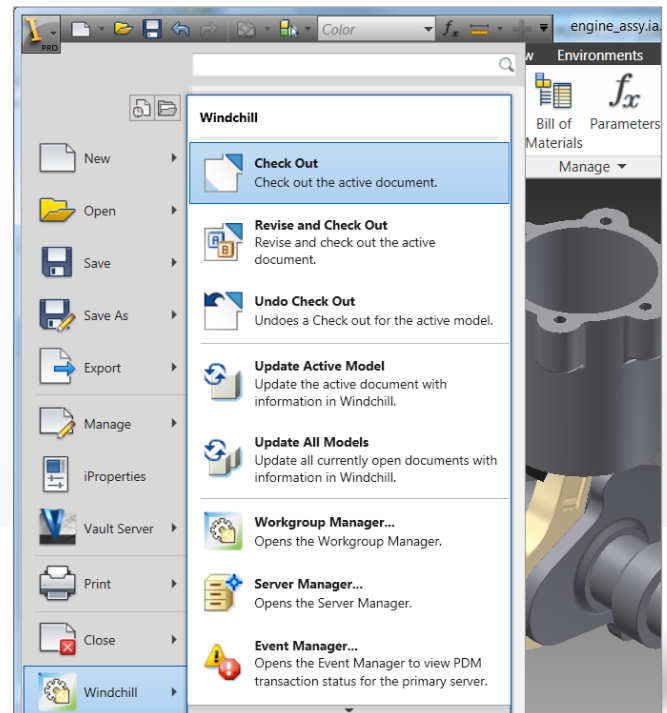 PRO
Color
fx
engine_assy.ia.
w Environments
Bill of
Materials
fx
Parameters
Manage
New
Open
Save
Save As
Export
Manage
iProperties
Vault Server
Print
Close
Windchill
Windchill
Check Out
Check out the active document.
A B
Revise and Check Out
Revise and check out the active
document.
Undo Check Out
Undoes a Check out for the active model.
Update Active Model
Update the active document with
information in Windchill.
Update All Models
Update all currently open documents with
information in Windchill.
Workgroup Manager...
Opens the Workgroup Manager.
Server Manager...
Opens the Server Manager.
Event Manager...
Opens the Event Manager to view PDM
transaction status for the primary server.